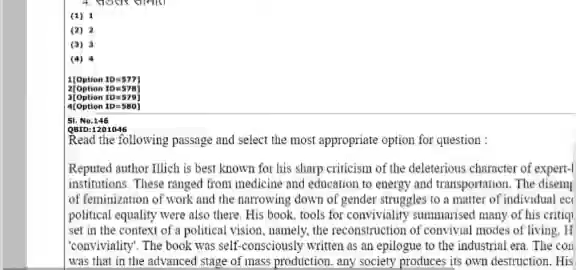 4. सठोत्तर सीमांत
(1) 1
(2) 2
(3) 3
(4) 4
1[Option ID=577]
2[Option ID=578]
3[Option ID=579]
4[Option ID=580]
Sl. No.146
QBID:1201046
Read the following passage and select the most appropriate option for question :
Reputed author Illich is best known for his sharp criticism of the deleterious character of expert-
institutions. These ranged from medicine and education to energy and transportation. The
of feminization of work and the narrowing down of gender struggles to a matter of individual
political equality were also there. His book, tools for conviviality summarised many of his
set in the context of a political vision, namely, the reconstruction of convivial modes of living.
'conviviality'. The book was self-consciously written as an epilogue to the industrial era. The
was that in the advanced stage of mass production, any society produces its own destruction. His